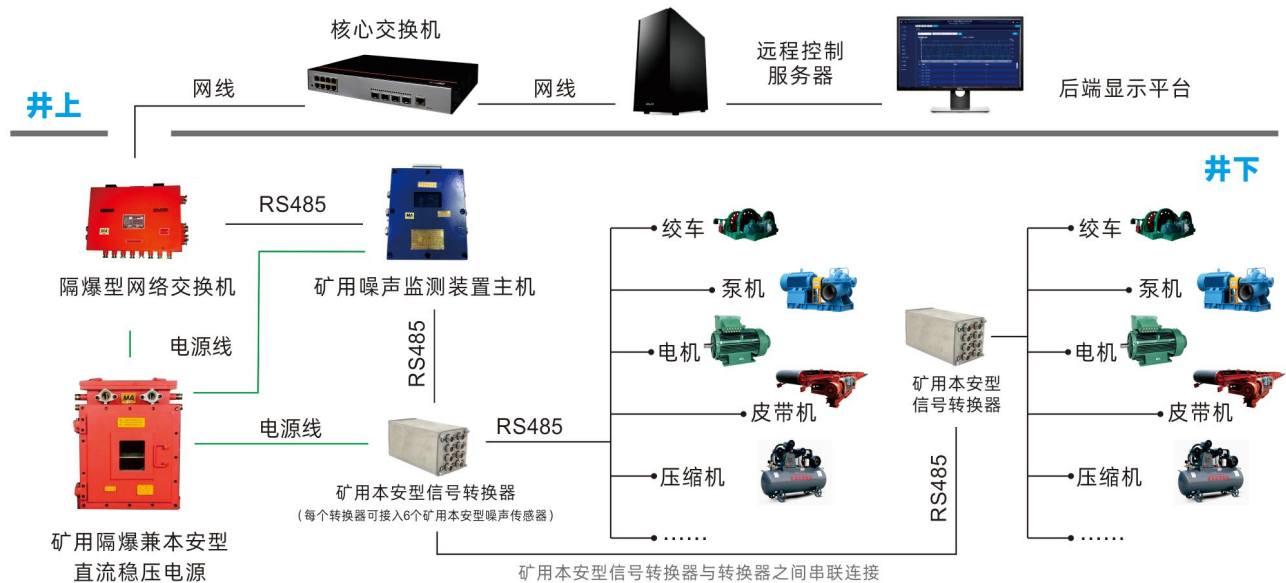 核心交换机
远程控制
服务器
网线
网线
后端显示平台
井上
井下
RS485
绞车
绞车
隔爆型网络交换机
矿用噪声监测装置主机
泵机
泵机
电源线
RS485
电机
电机
矿用本安型
信号转换器
皮带机
皮带机
电源线
RS485
RS485
压缩机
压缩机
矿用本安型信号转换器
(每个转换器可接入6个矿用本安型噪声传感器)
矿用隔爆兼本安型
直流稳压电源
······
······
矿用本安型信号转换器与转换器之间串联连接
MA
MA
MA